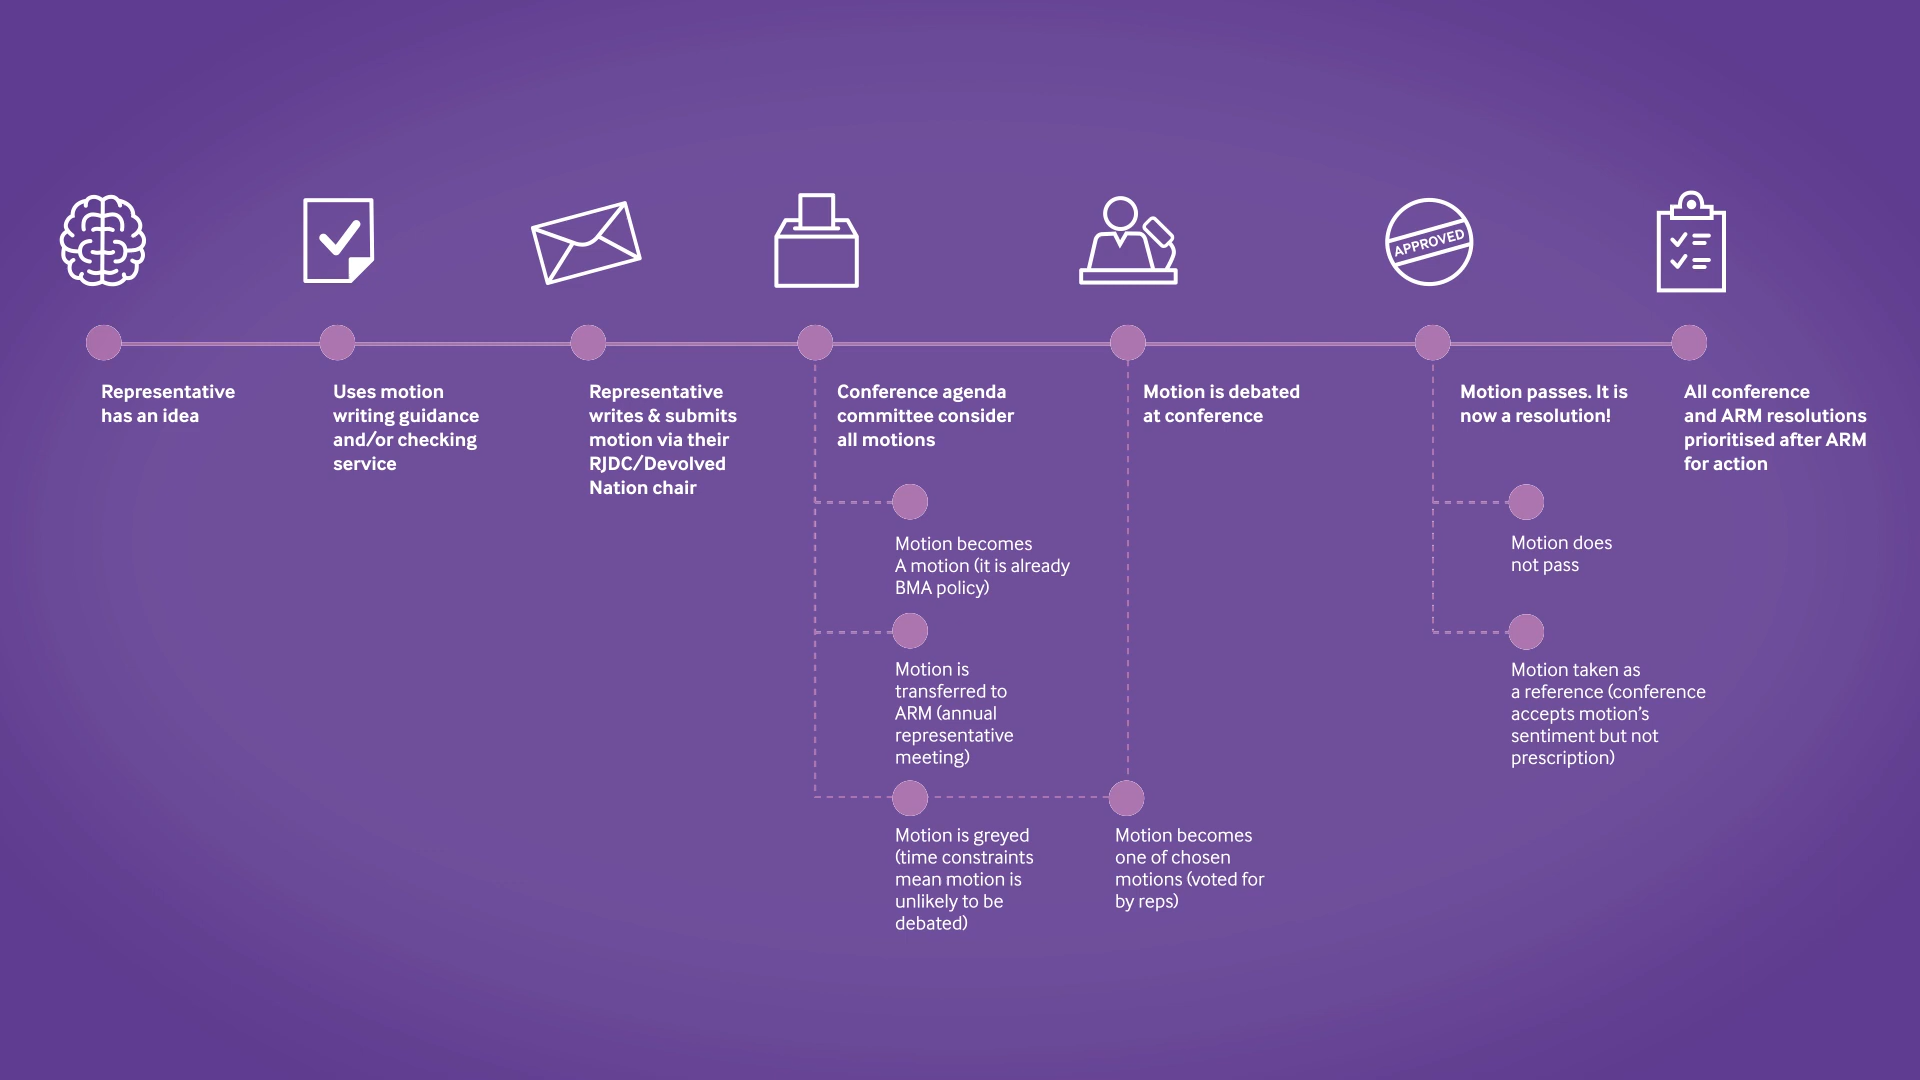 APPROVED
Representative
has an idea
Uses motion
writing guidance
and/or checking
service
Representative
writes & submits
motion via their
RJDC/Devolved
Nation chair
Conference agenda
committee consider
all motions
Motion is debated
at conference
Motion passes. It is
now a resolution!
All conference
and ARM resolutions
prioritised after ARM
for action
Motion becomes
A motion (it is already
BMA policy)
Motion is
transferred to
ARM (annual
representative
meeting)
Motion is greyed
(time constraints
mean motion is
unlikely to be
debated)
Motion becomes
one of chosen
motions (voted for
by reps)
Motion does
not pass
Motion taken as
a reference (conference
accepts motion’s
sentiment but not
prescription)